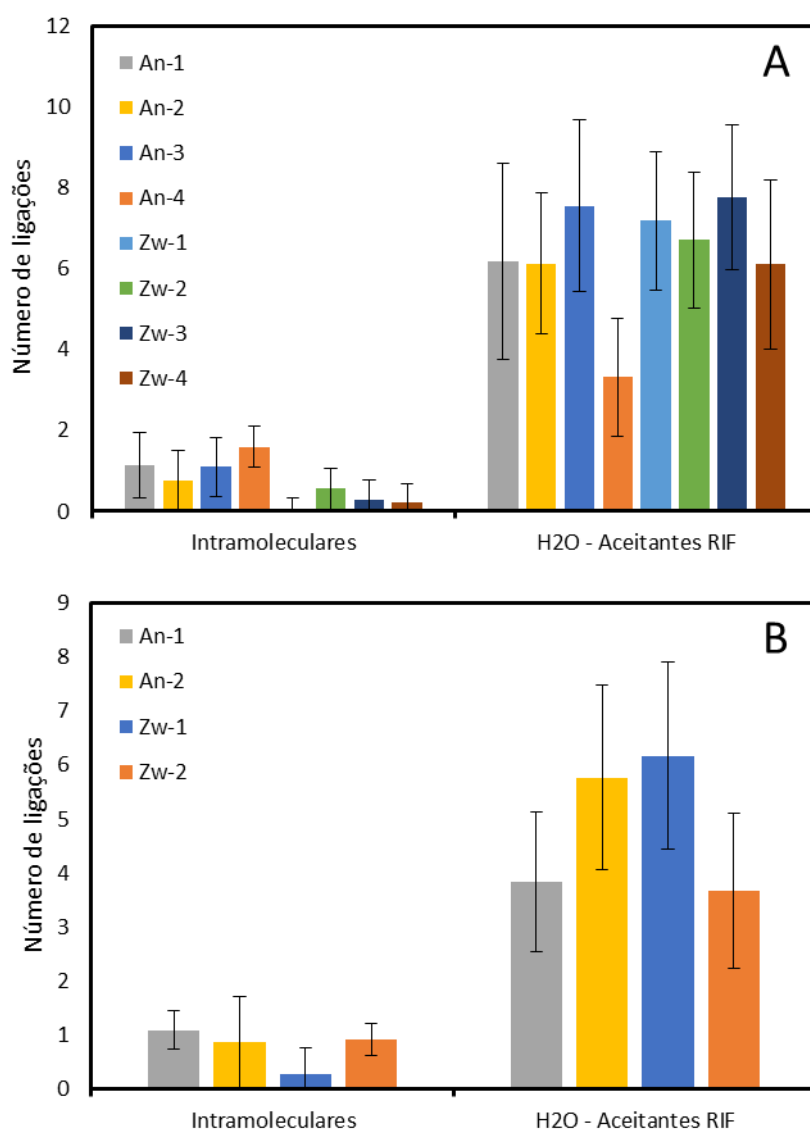 A
12
10
8
6
4
2
0
Número de ligações
An-1
An-2
An-3
An-4
Zw-1
Zw-2
Zw-3
Zw-4
Intramoleculares
H2O - Aceitantes RIF
B
9
8
7
6
5
4
3
2
1
0
Número de ligações
An-1
An-2
Zw-1
Zw-2
Intramoleculares
H2O - Aceitantes RIF